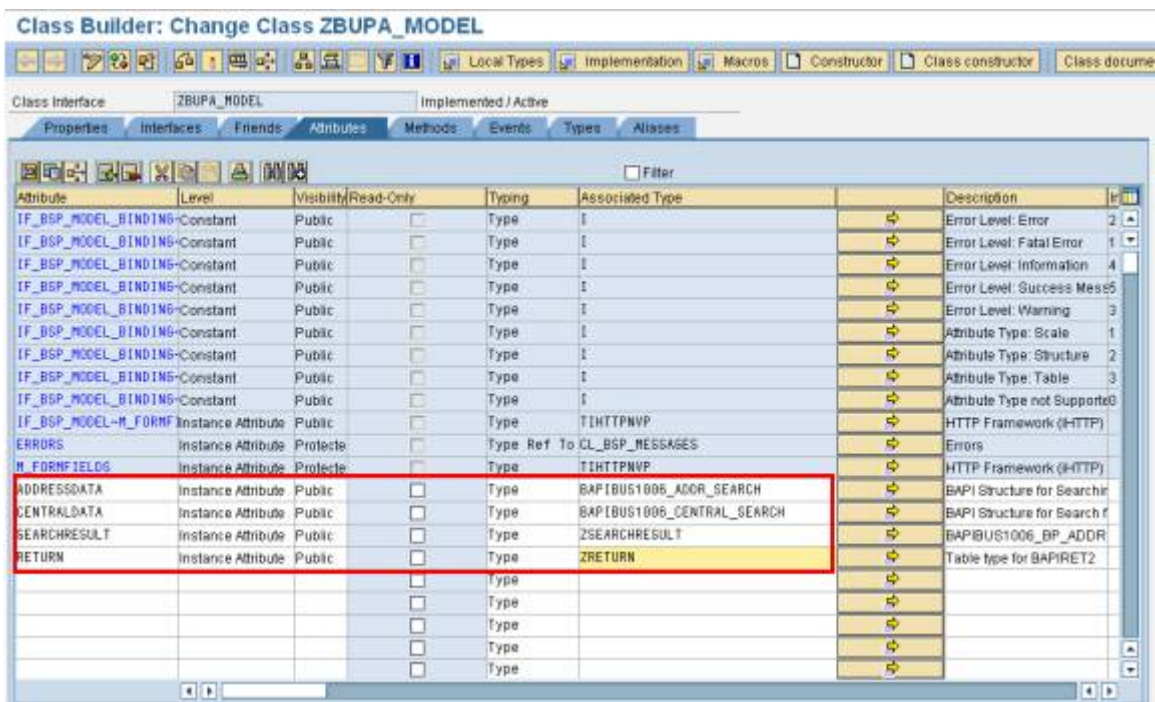 Class Builder: Change Class ZBUPA_MODEL
Local Types Implementation Macros Constructor Class constructor Class docume
Class Interface ZBUPA_MODEL Implemented / Active
Properties Interfaces Friends Attributes Methods Events Types Aliases
Filter
Attribute Level Visibility Read-Only Typing Associated Type Description
IF_BSP_MODEL_BINDING Constant Public Type I Error Level: Error 2
IF_BSP_MODEL_BINDING Constant Public Type I Error Level: Fatal Error 1
IF_BSP_MODEL_BINDING Constant Public Type I Error Level: Information 4
IF_BSP_MODEL_BINDING Constant Public Type I Error Level: Success Mess 5
IF_BSP_MODEL_BINDING Constant Public Type I Error Level: Warning 3
IF_BSP_MODEL_BINDING Constant Public Type I Attribute Type: Scale 1
IF_BSP_MODEL_BINDING Constant Public Type I Attribute Type: Structure 2
IF_BSP_MODEL_BINDING Constant Public Type I Attribute Type: Table 3
IF_BSP_MODEL_BINDING Constant Public Type I Attribute Type not Supporte 0
IF_BSP_MODEL~M_FORMF Instance Attribute Public Type TIHTTPNVP HTTP Framework (iHTTP)
ERRORS Instance Attribute Protecte Type Ref To CL_BSP_MESSAGES Errors
M_FORMFIELDS Instance Attribute Protecte Type TIHTTPNVP HTTP Framework (iHTTP)
ADDRESSDATA Instance Attribute Public Type BAPIBUS1006_ADDR_SEARCH BAPI Structure for Searchin
CENTRALDATA Instance Attribute Public Type BAPIBUS1006_CENTRAL_SEARCH BAPI Structure for Search f
SEARCHRESULT Instance Attribute Public Type ZSEARCHRESULT BAPIBUS1006_BP_ADDR
RETURN Instance Attribute Public Type ZRETURN Table type for BAPIRET2
Type
Type
Type
Type
Type